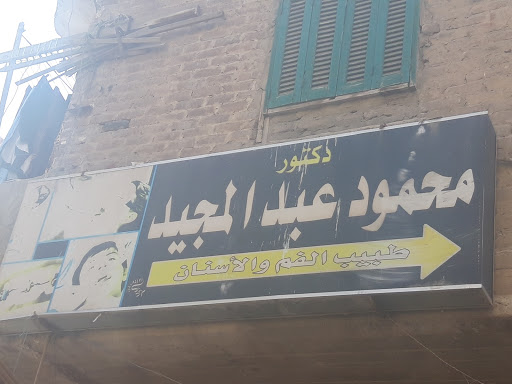 دكتور
محمود عبد المجيد
طبيب الفم والأسنان